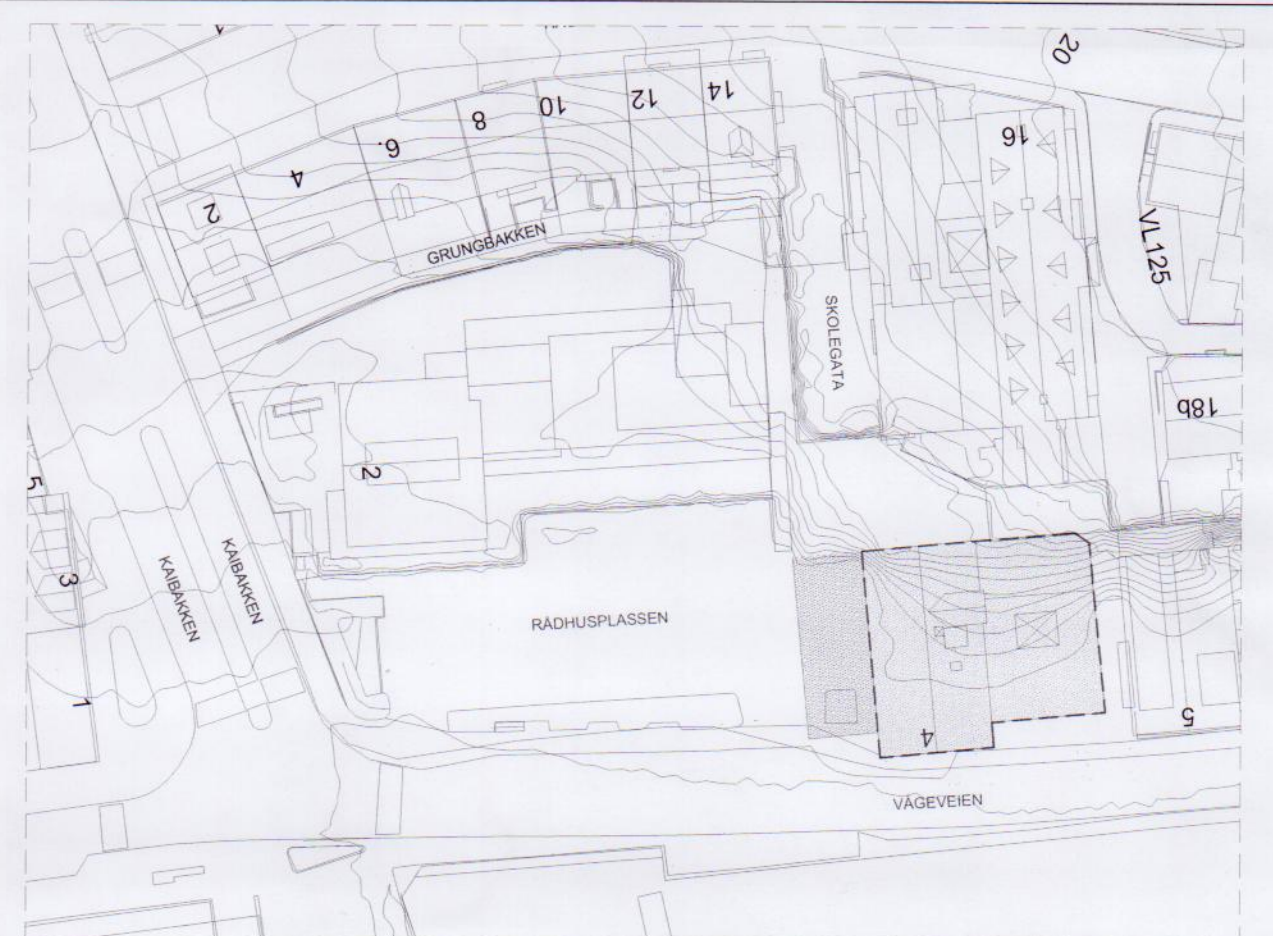 20
14
12
10
8
6.
4
2
16
VL125
GRUNGBAKKEN
SKOLEGATA
18b
2
5
3
KAIBAKKEN
KAIBAKKEN
RÅDHUSPLASSEN
1
4
5
VÅGEVEIEN